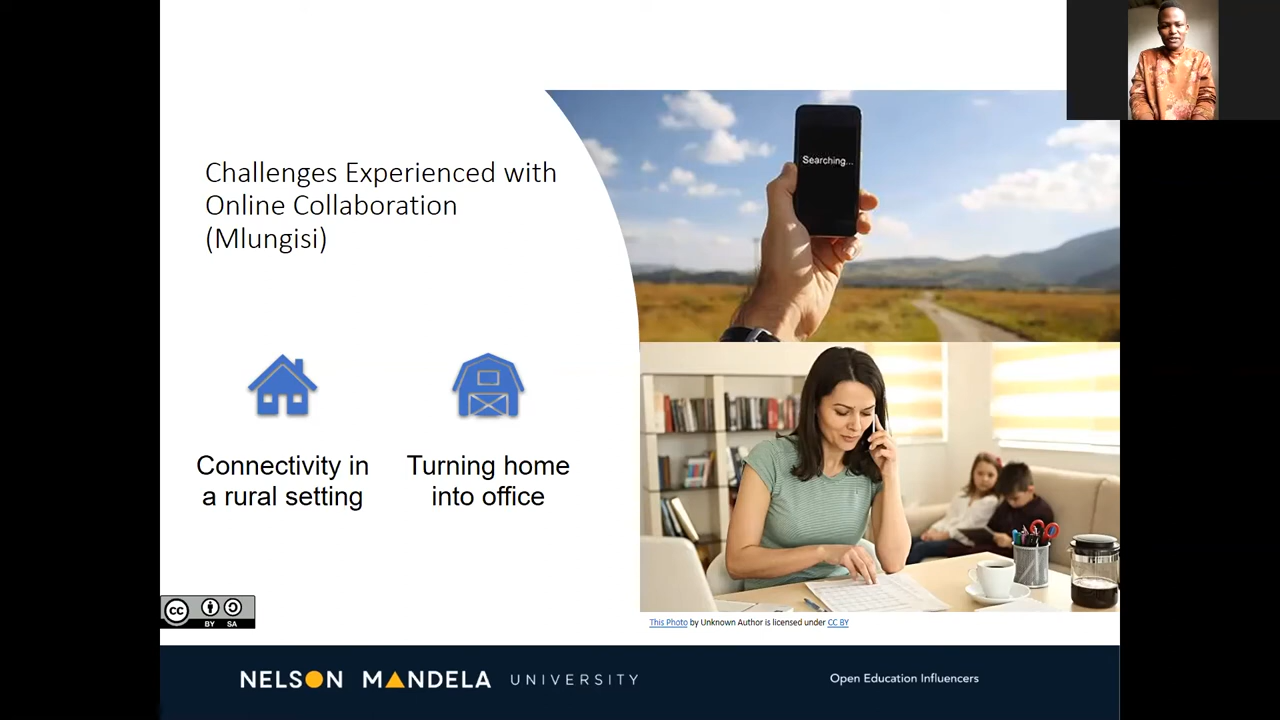 Challenges Experienced with
Online Collaboration
(Mlungisi)
Searching...
Connectivity in
a rural setting
Turning home
into office
cc
BY SA
This Photo by Unknown Author is licensed under CC BY
NELSON MANDELA UNIVERSITY
Open Education Influencers